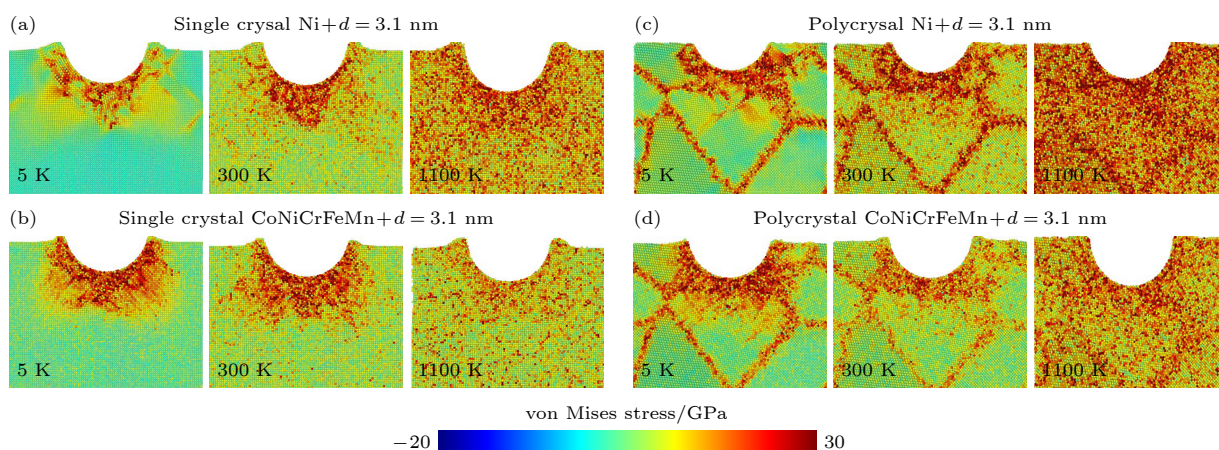 (a) Single crysal Ni+d = 3.1 nm
5 K 300 K 1100 K
(b) Single crystal CoNiCrFeMn+d = 3.1 nm
5 K 300 K 1100 K
(c) Polycrysal Ni+d = 3.1 nm
5 K 300 K 1100 K
(d) Polycrystal CoNiCrFeMn+d = 3.1 nm
5 K 300 K 1100 K
von Mises stress/GPa
−20 30